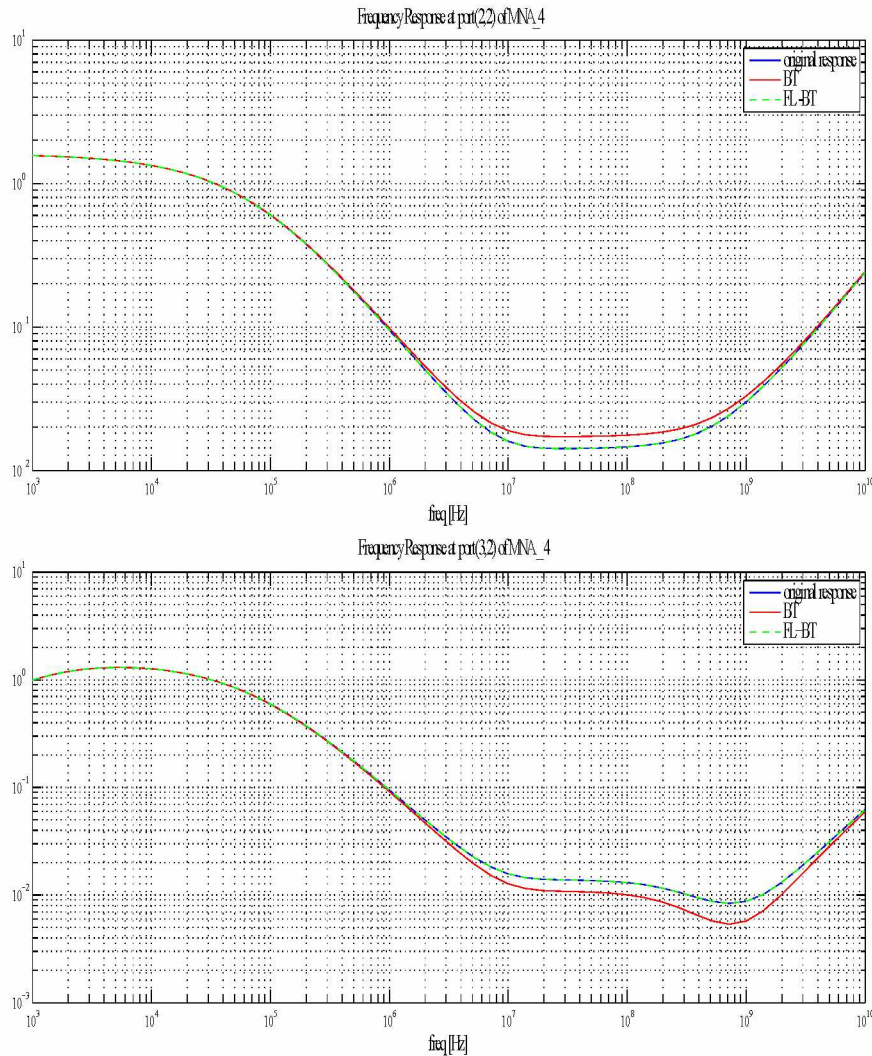 Frequency Response at port(2,2) of MNA_4
10^1
original response
BT
FL-BT
10^0
10^-1
10^-2
10^3 10^4 10^5 10^6 10^7 10^8 10^9 10^10
freq [Hz]
Frequency Response at port(3,2) of MNA_4
10^1
original response
BT
FL-BT
10^0
10^-1
10^-2
10^-3
10^3 10^4 10^5 10^6 10^7 10^8 10^9 10^10
freq [Hz]